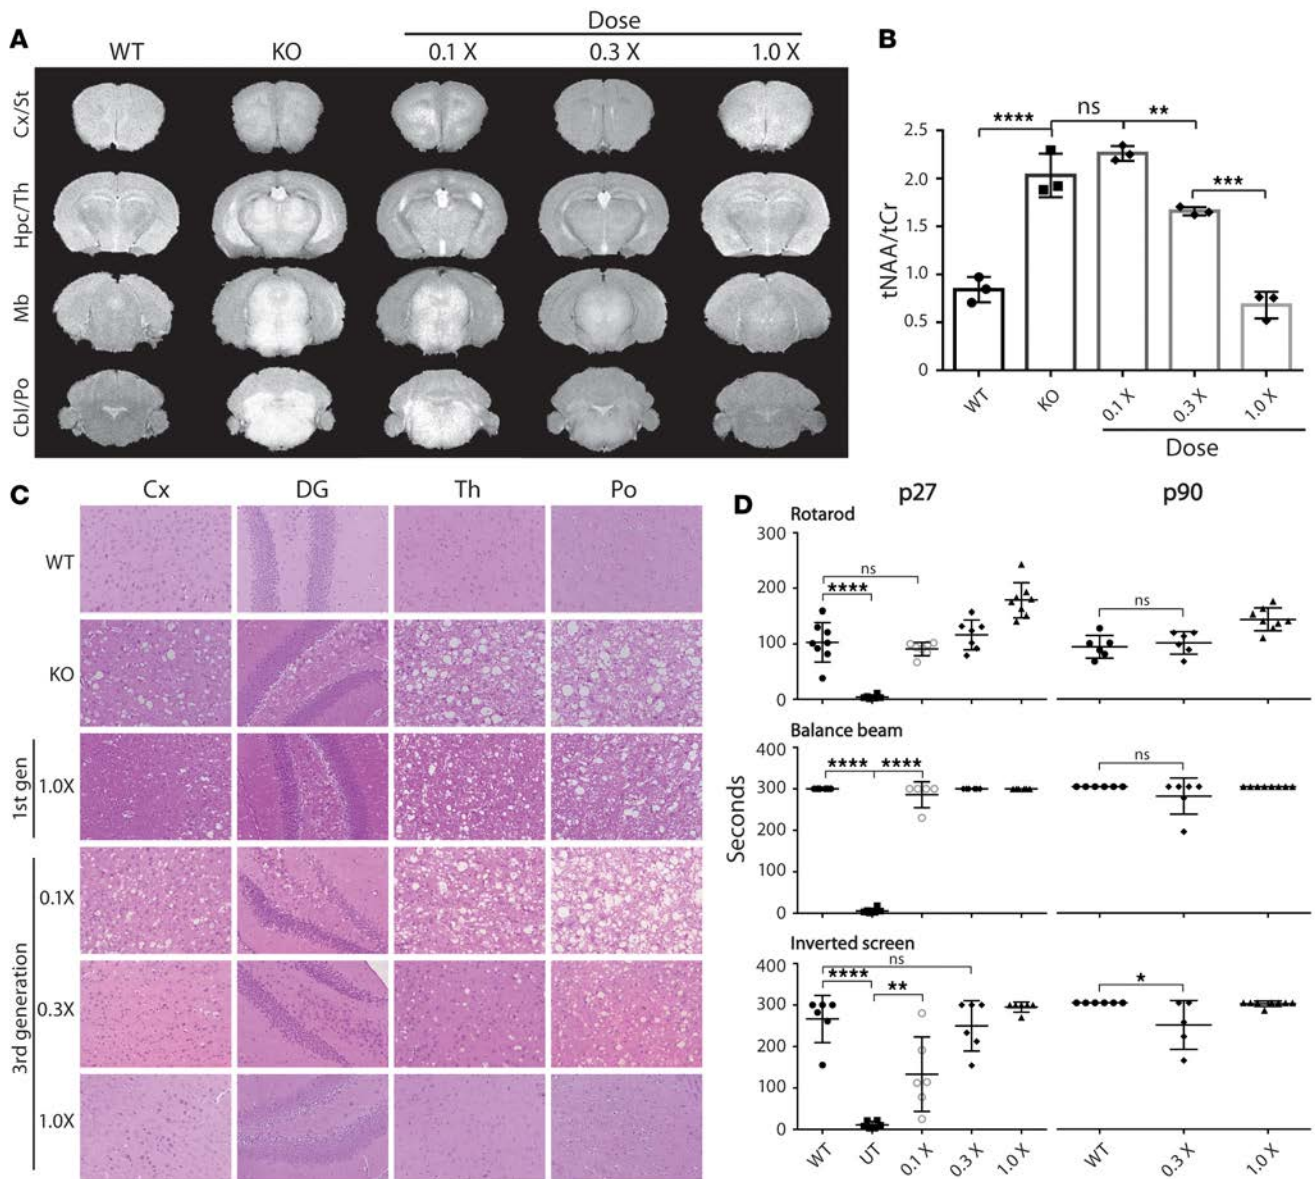 A
Dose
WT KO 0.1 X 0.3 X 1.0 X
Cx/St
Hpc/Th
Mb
Cbl/Po
B
**** ns **
***
tNAA/tCr
2.5
2.0
1.5
1.0
0.5
0
WT KO 0.1 X 0.3 X 1.0 X
Dose
C
Cx DG Th Po
WT
KO
1st gen
1.0X
3rd generation
0.1X
0.3X
1.0X
D
p27 p90
Rotarod
300
200
100
0
ns
****
ns
Balance beam
Seconds
400
300
200
100
0
**** ****
ns
Inverted screen
400
300
200
100
0
ns
****
**
*
WT UT 0.1 X 0.3 X 1.0 X WT 0.3 X 1.0 X